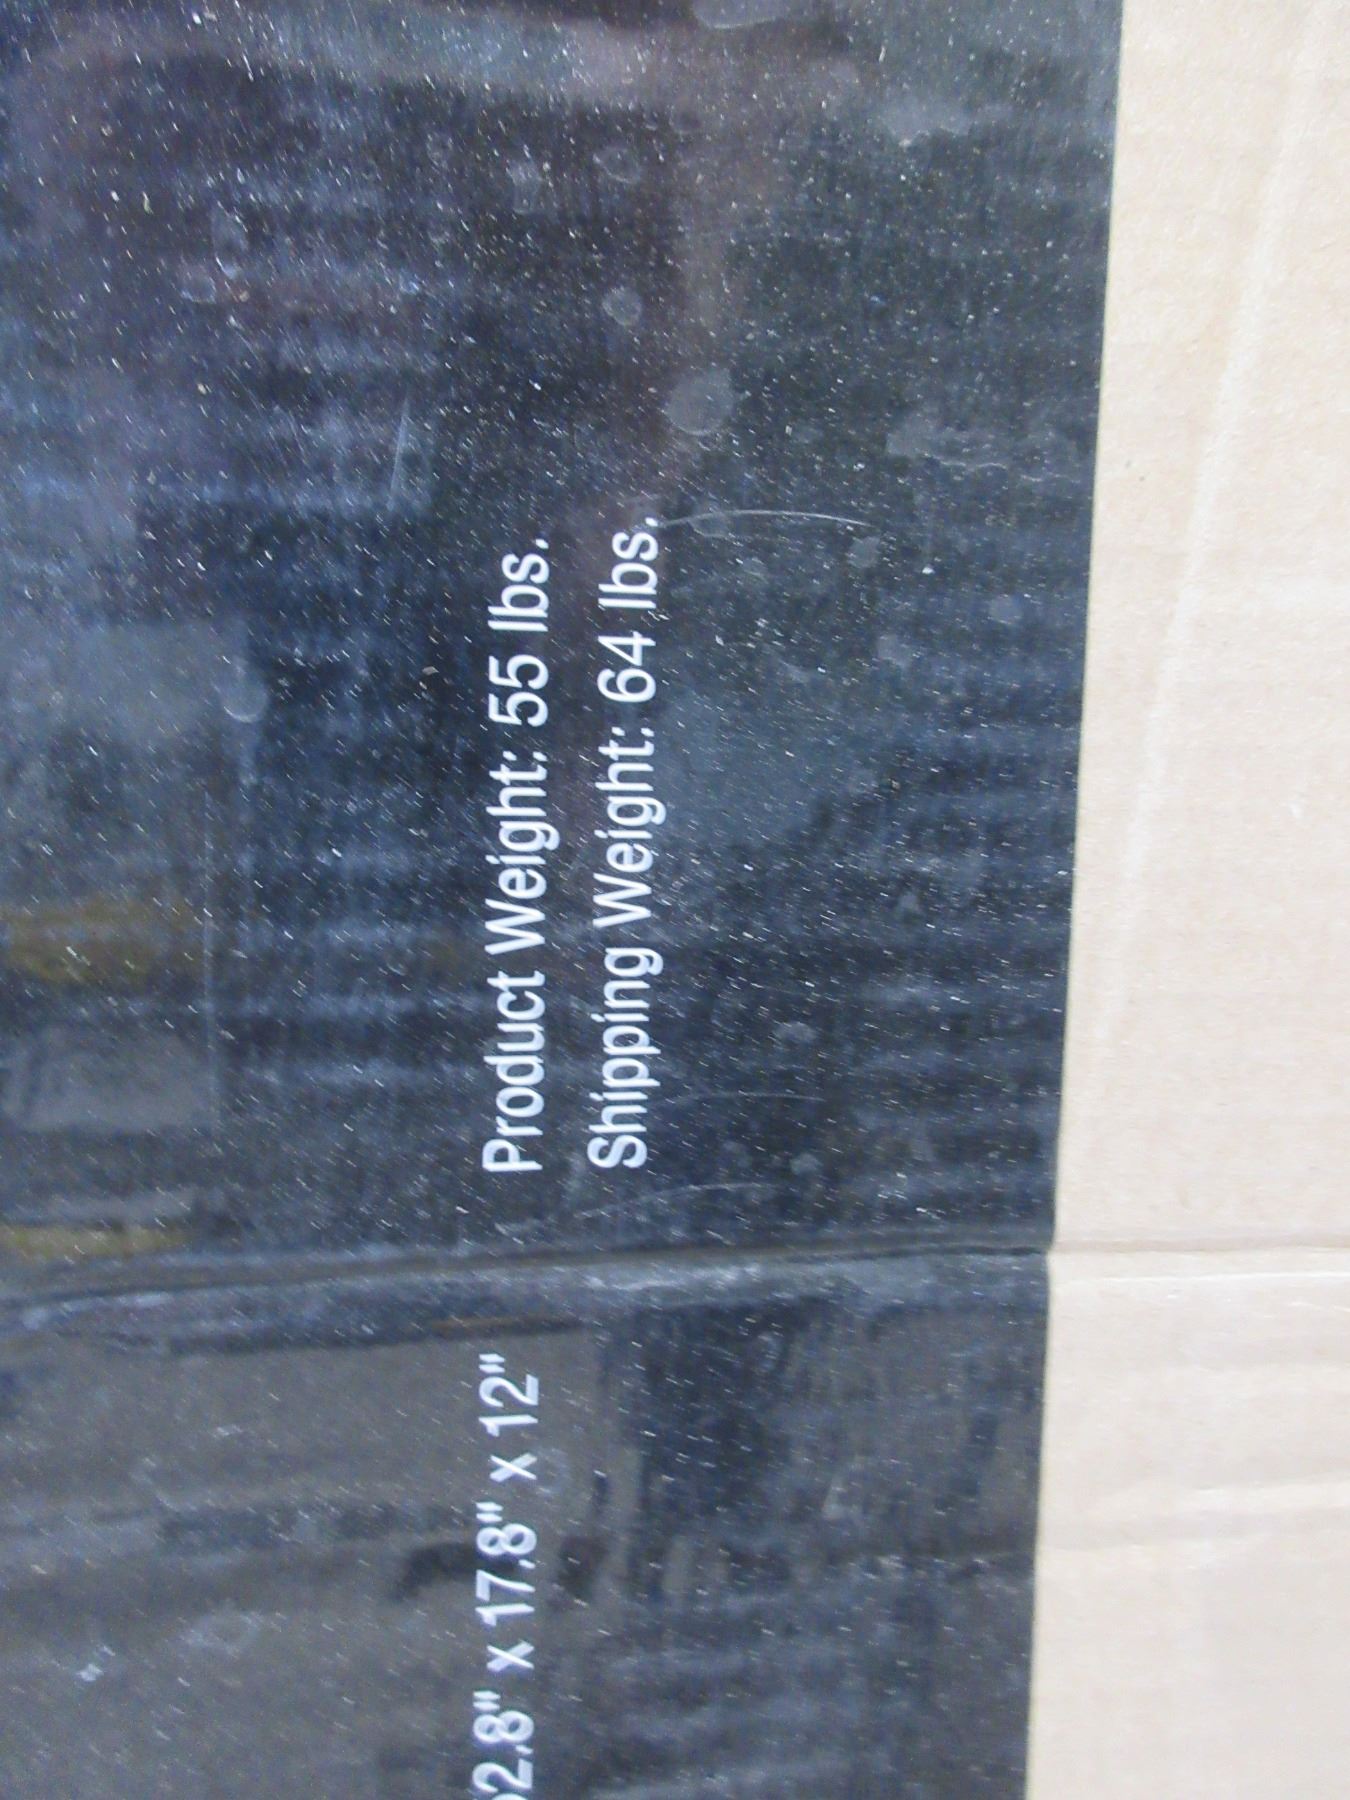 Product Weight: 55 lbs.
Shipping Weight: 64 lbs.
2.8" x 17.8" x 12"